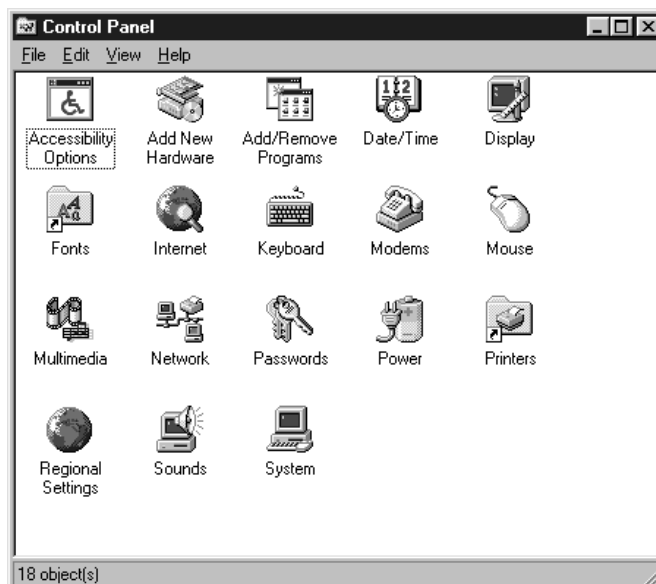 Control Panel
File Edit View Help
Accessibility Options
Add New Hardware
Add/Remove Programs
Date/Time
Display
Fonts
Internet
Keyboard
Modems
Mouse
Multimedia
Network
Passwords
Power
Printers
Regional Settings
Sounds
System
18 object(s)